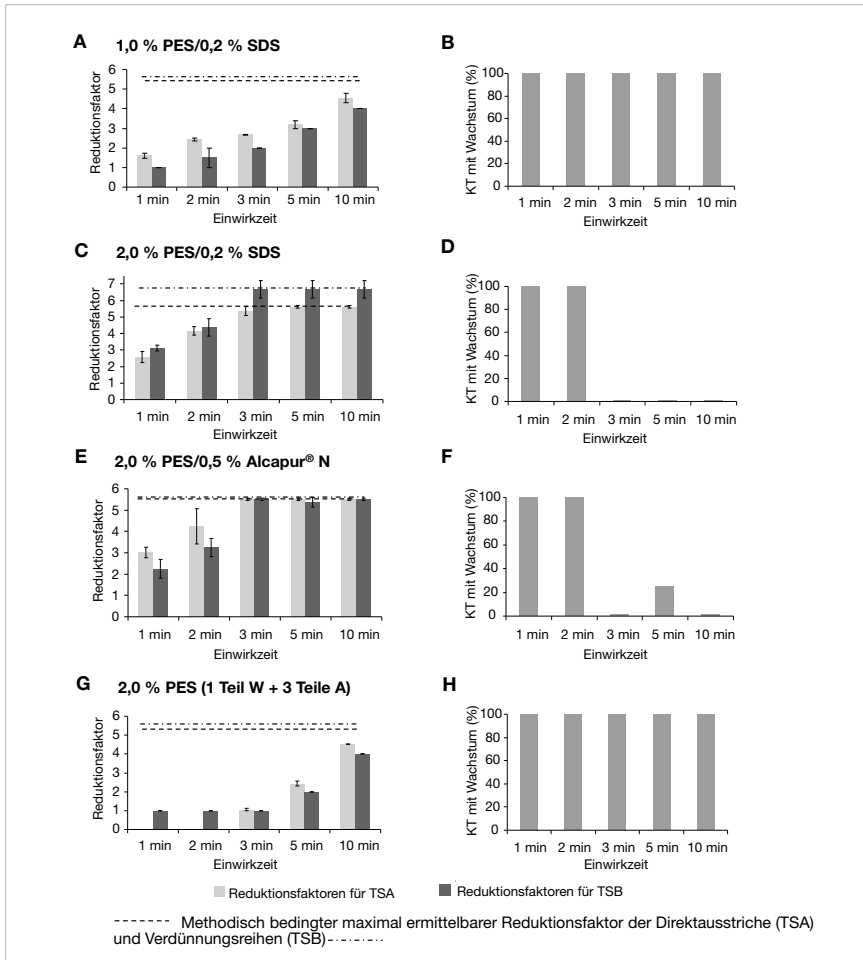 A 1,0 % PES/0,2 % SDS
Reduktionsfaktor
6
5
4
3
2
1
0
1 min 2 min 3 min 5 min 10 min
Einwirkzeit
B
KT mit Wachstum (%)
100
80
60
40
20
0
1 min 2 min 3 min 5 min 10 min
Einwirkzeit
C 2,0 % PES/0,2 % SDS
Reduktionsfaktor
7
6
5
4
3
2
1
0
1 min 2 min 3 min 5 min 10 min
Einwirkzeit
D
KT mit Wachstum (%)
100
80
60
40
20
0
1 min 2 min 3 min 5 min 10 min
Einwirkzeit
E 2,0 % PES/0,5 % Alcapur® N
Reduktionsfaktor
6
5
4
3
2
1
0
1 min 2 min 3 min 5 min 10 min
Einwirkzeit
F
KT mit Wachstum (%)
100
80
60
40
20
0
1 min 2 min 3 min 5 min 10 min
Einwirkzeit
G 2,0 % PES (1 Teil W + 3 Teile A)
Reduktionsfaktor
6
5
4
3
2
1
0
1 min 2 min 3 min 5 min 10 min
Einwirkzeit
H
KT mit Wachstum (%)
100
80
60
40
20
0
1 min 2 min 3 min 5 min 10 min
Einwirkzeit
Reduktionsfaktoren für TSA Reduktionsfaktoren für TSB
Methodisch bedingter maximal ermittelbarer Reduktionsfaktor der Direktausstriche (TSA)
und Verdünnungsreihen (TSB)